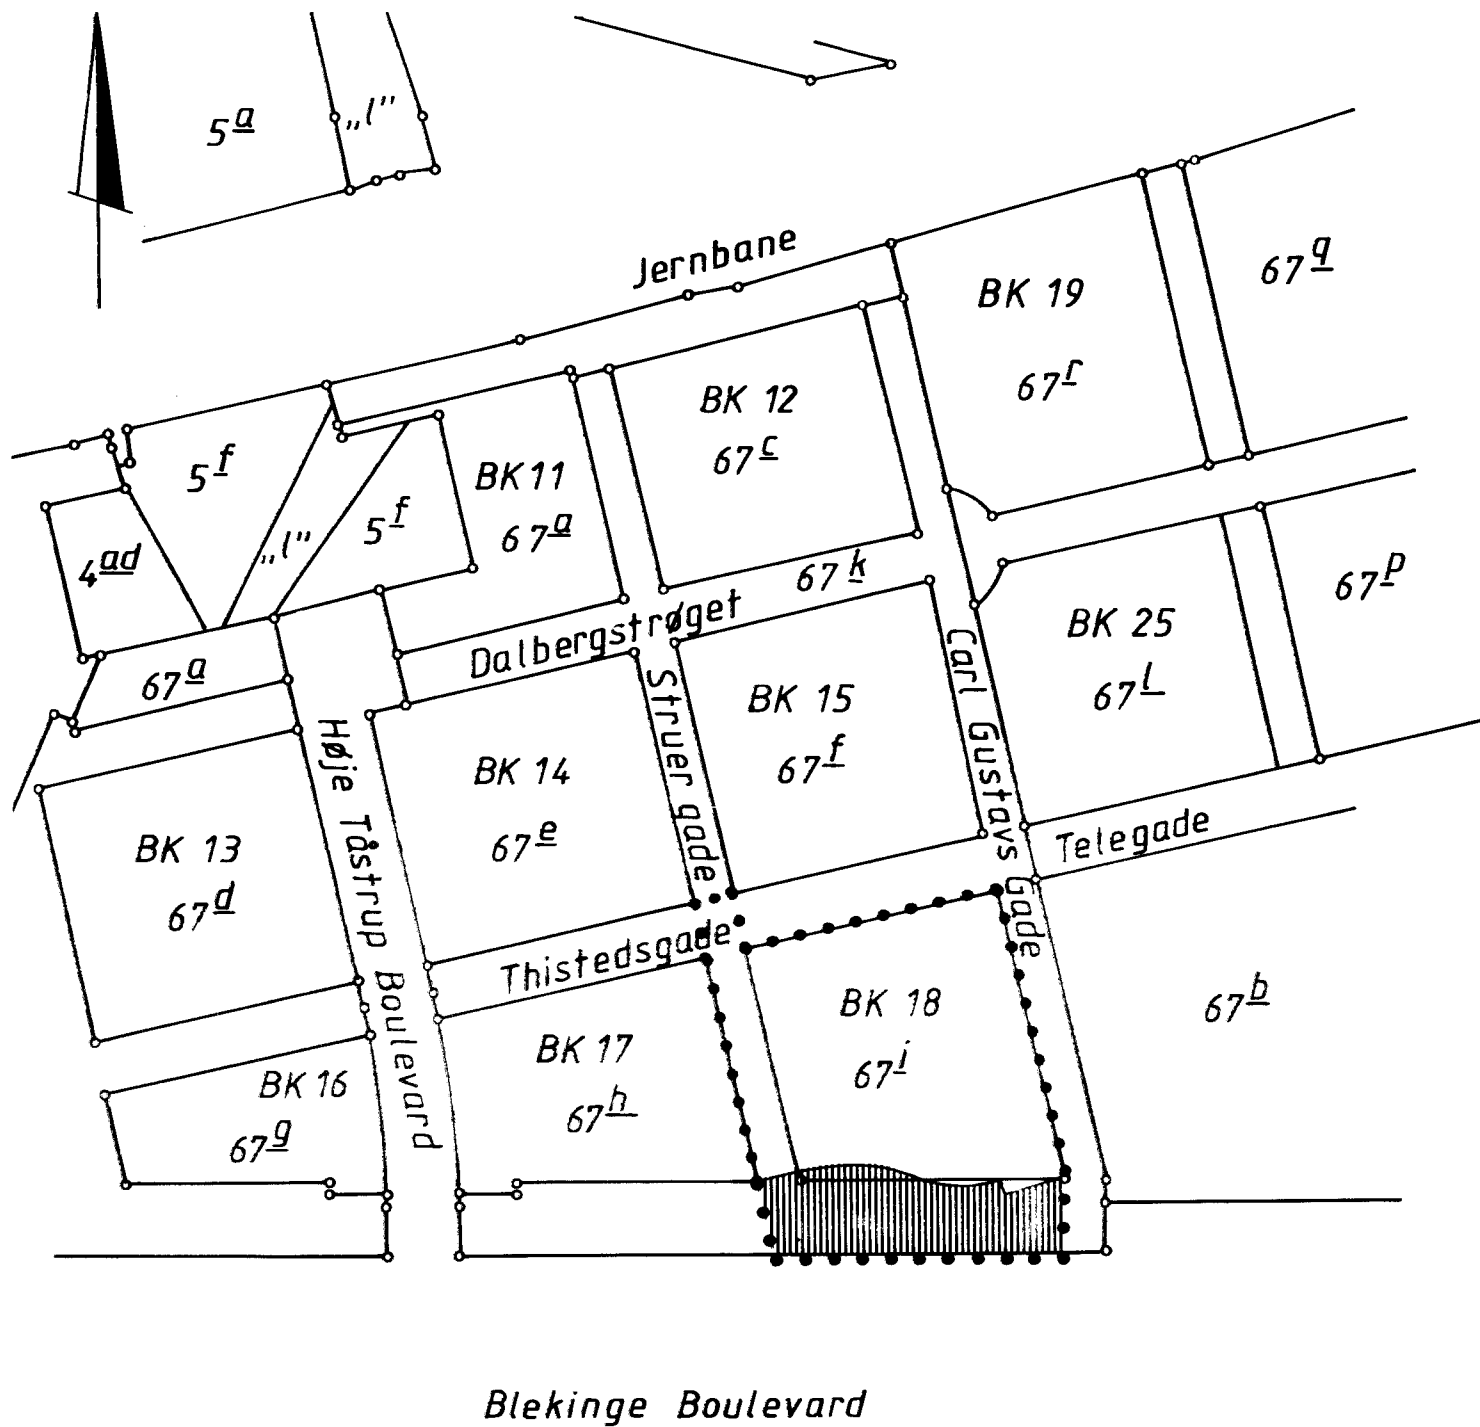 5a
„l”
Jernbane
67q
BK 19
67r
BK 12
67c
5f
BK 11
67a
„l”
5f
4ad
67k
67p
Dalbergstrøget
BK 25
67l
67a
Struer gade
BK 15
67f
Carl Gustavs Gade
Høje Tåstrup Boulevard
BK 14
67e
Telegade
BK 13
67d
Thistedsgade
BK 18
67i
67b
BK 17
67h
BK 16
67g
Blekinge Boulevard